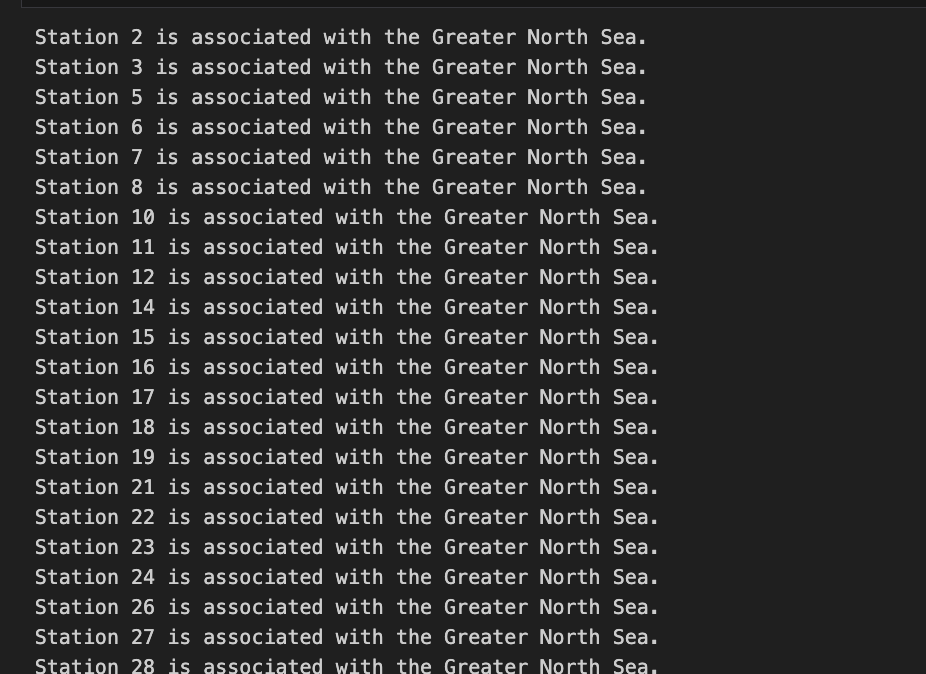 Station 2 is associated with the Greater North Sea.
Station 3 is associated with the Greater North Sea.
Station 5 is associated with the Greater North Sea.
Station 6 is associated with the Greater North Sea.
Station 7 is associated with the Greater North Sea.
Station 8 is associated with the Greater North Sea.
Station 10 is associated with the Greater North Sea.
Station 11 is associated with the Greater North Sea.
Station 12 is associated with the Greater North Sea.
Station 14 is associated with the Greater North Sea.
Station 15 is associated with the Greater North Sea.
Station 16 is associated with the Greater North Sea.
Station 17 is associated with the Greater North Sea.
Station 18 is associated with the Greater North Sea.
Station 19 is associated with the Greater North Sea.
Station 21 is associated with the Greater North Sea.
Station 22 is associated with the Greater North Sea.
Station 23 is associated with the Greater North Sea.
Station 24 is associated with the Greater North Sea.
Station 26 is associated with the Greater North Sea.
Station 27 is associated with the Greater North Sea.
Station 28 is associated with the Greater North Sea.